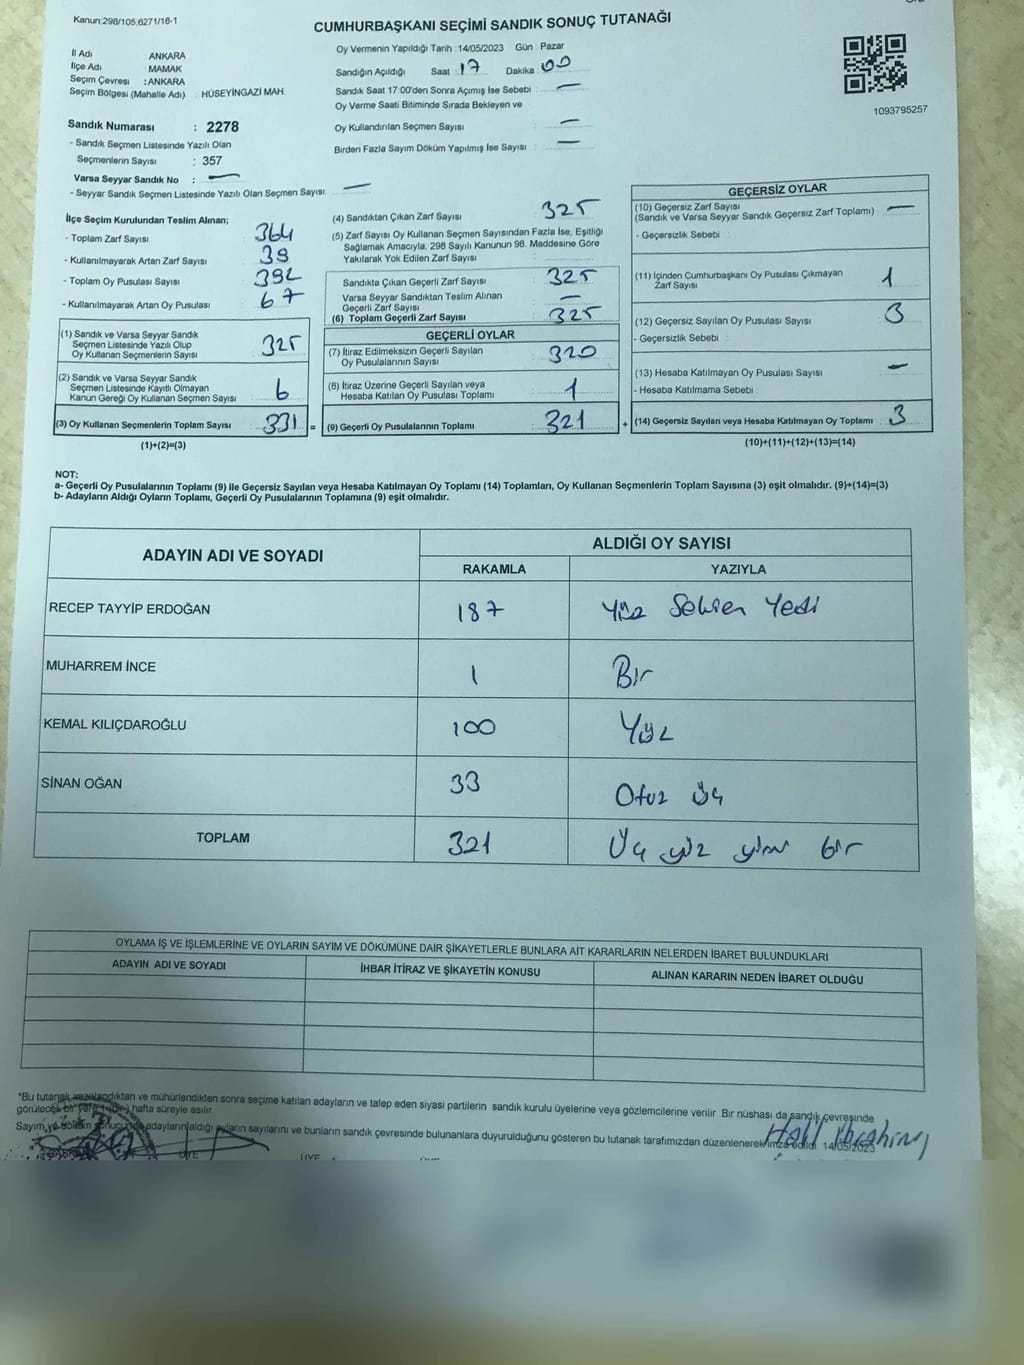 Kanun:298/105,6271/18-1
CUMHURBAŞKANI SEÇİMİ SANDIK SONUÇ TUTANAĞI
İl Adı ANKARA
İlçe Adı : MAMAK
Seçim Çevresi : ANKARA
Seçim Bölgesi (Mahalle Adı) : HÜSEYİNGAZİ MAH.
Oy Vermenin Yapıldığı Tarih :14/05/2023 Gün : Pazar
Sandığın Açıldığı Saat : 17 Dakika : 00
Sandık Saat 17:00'den Sonra Açımış İse Sebebi : —
Oy Verme Saati Bitiminde Sırada Bekleyen ve
Oy Kullandırılan Seçmen Sayısı : —
Birden Fazla Sayım Döküm Yapılmış İse Sayısı : —
1093795257
Sandık Numarası : 2278
- Sandık Seçmen Listesinde Yazılı Olan
Seçmenlerin Sayısı : 357
Varsa Seyyar Sandık No : —
- Seyyar Sandık Seçmen Listesinde Yazılı Olan Seçmen Sayısı : —
İlçe Seçim Kurulundan Teslim Alınan;
- Toplam Zarf Sayısı : 364
- Kullanılmayarak Artan Zarf Sayısı : 39
- Toplam Oy Pusulası Sayısı : 392
- Kullanılmayarak Artan Oy Pusulası : 67
(1) Sandık ve Varsa Seyyar Sandık
Seçmen Listesinde Yazılı Olup
Oy Kullanan Seçmenlerin Sayısı : 325
(2) Sandık ve Varsa Seyyar Sandık
Seçmen Listesinde Kayıtlı Olmayan
Kanun Gereği Oy Kullanan Seçmen Sayısı : 6
(3) Oy Kullanan Seçmenlerin Toplam Sayısı : 331 =
(1)+(2)=(3)
(4) Sandıktan Çıkan Zarf Sayısı : 325
(5) Zarf Sayısı Oy Kullanan Seçmen Sayısından Fazla İse, Eşitliği
Sağlamak Amacıyla, 298 Sayılı Kanunun 98. Maddesine Göre
Yakılarak Yok Edilen Zarf Sayısı :
Sandıkta Çıkan Geçerli Zarf Sayısı : 325
Varsa Seyyar Sandıktan Teslim Alınan
Geçerli Zarf Sayısı : —
(6) Toplam Geçerli Zarf Sayısı : 325
GEÇERLİ OYLAR
(7) İtiraz Edilmeksizin Geçerli Sayılan
Oy Pusulalarının Sayısı : 320
(8) İtiraz Üzerine Geçerli Sayılan veya
Hesaba Katılan Oy Pusulası Toplamı : 1
(9) Geçerli Oy Pusulalarının Toplamı : 321 +
GEÇERSİZ OYLAR
(10) Geçersiz Zarf Sayısı
(Sandık ve Varsa Seyyar Sandık Geçersiz Zarf Toplamı) : —
- Geçersizlik Sebebi :
(11) İçinden Cumhurbaşkanı Oy Pusulası Çıkmayan
Zarf Sayısı : 1
(12) Geçersiz Sayılan Oy Pusulası Sayısı : 3
- Geçersizlik Sebebi :
(13) Hesaba Katılmayan Oy Pusulası Sayısı : —
- Hesaba Katılmama Sebebi :
(14) Geçersiz Sayılan veya Hesaba Katılmayan Oy Toplamı : 3
(10)+(11)+(12)+(13)=(14)
NOT:
a- Geçerli Oy Pusulalarının Toplamı (9) ile Geçersiz Sayılan veya Hesaba Katılmayan Oy Toplamı (14) Toplamları, Oy Kullanan Seçmenlerin Toplam Sayısına (3) eşit olmalıdır. (9)+(14)=(3)
b- Adayların Aldığı Oyların Toplamı, Geçerli Oy Pusulalarının Toplamına (9) eşit olmalıdır.
ADAYIN ADI VE SOYADI
ALDIĞI OY SAYISI
RAKAMLA YAZIYLA
RECEP TAYYİP ERDOĞAN 187 Yüz Seksen Yedi
MUHARREM İNCE 1 Bir
KEMAL KILIÇDAROĞLU 100 Yüz
SİNAN OĞAN 33 Otuz üç
TOPLAM 321 Üç yüz yirmi bir
OYLAMA İŞ VE İŞLEMLERİNE VE OYLARIN SAYIM VE DÖKÜMÜNE DAİR ŞİKAYETLERLE BUNLARA AİT KARARLARIN NELERDEN İBARET BULUNDUKLARI
ADAYIN ADI VE SOYADI İHBAR İTİRAZ VE ŞİKAYETİN KONUSU ALINAN KARARIN NEDEN İBARET OLDUĞU
*Bu tutanak imzalandıktan ve mühürlendikten sonra seçime katılan adayların ve talep eden siyasi partilerin sandık kurulu üyelerine veya gözlemcilerine verilir. Bir nüshası da sandık çevresinde
görülecek bir yere (bir) hafta süreyle asılır.
Sayım ve döküm sonucunda adayların aldığı oyların sayılarını ve bunların sandık çevresinde bulunanlara duyurulduğunu gösteren bu tutanak tarafımızdan düzenlenerek imza edildi. 14/05/2023
Halil İbrahim
BAŞKAN ÜYE ÜYE